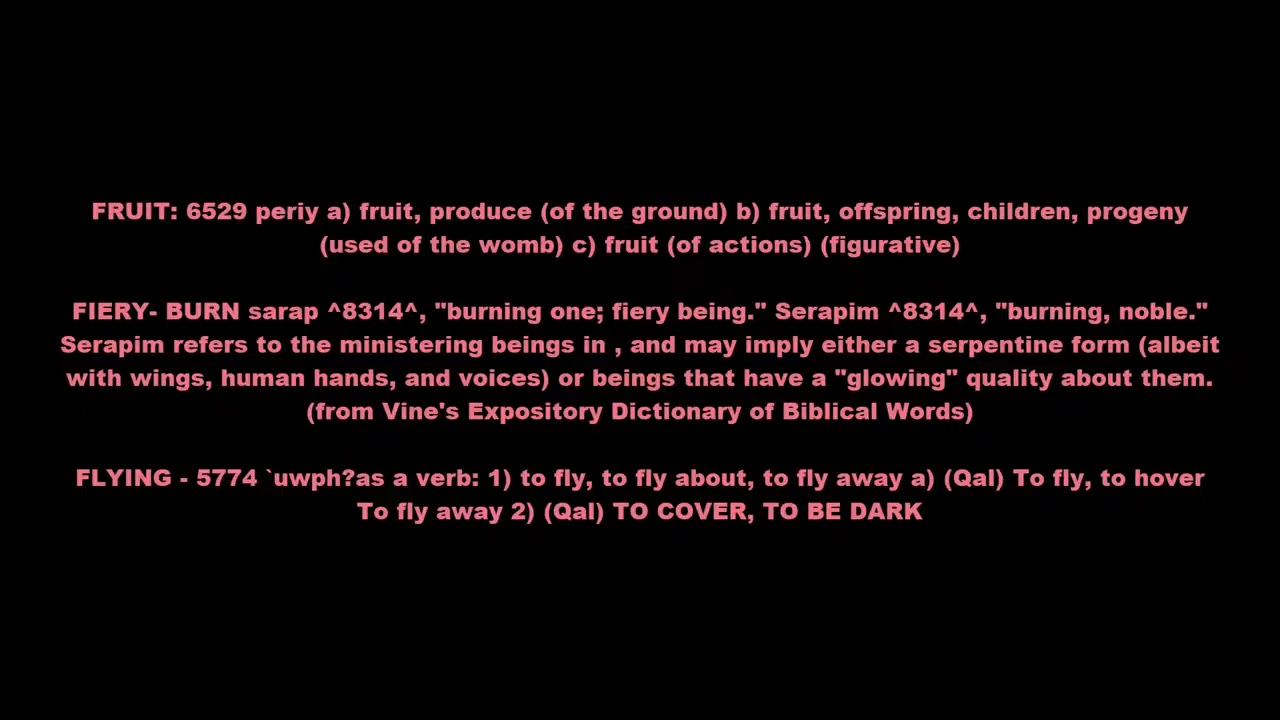 FRUIT: 6529 periy a) fruit, produce (of the ground) b) fruit, offspring, children, progeny
(used of the womb) c) fruit (of actions) (figurative)
FIERY- BURN sarap ^8314^, "burning one; fiery being." Serapim ^8314^, "burning, noble."
Serapim refers to the ministering beings in , and may imply either a serpentine form (albeit
with wings, human hands, and voices) or beings that have a "glowing" quality about them.
(from Vine's Expository Dictionary of Biblical Words)
FLYING - 5774 `uwph?as a verb: 1) to fly, to fly about, to fly away a) (Qal) To fly, to hover
To fly away 2) (Qal) TO COVER, TO BE DARK